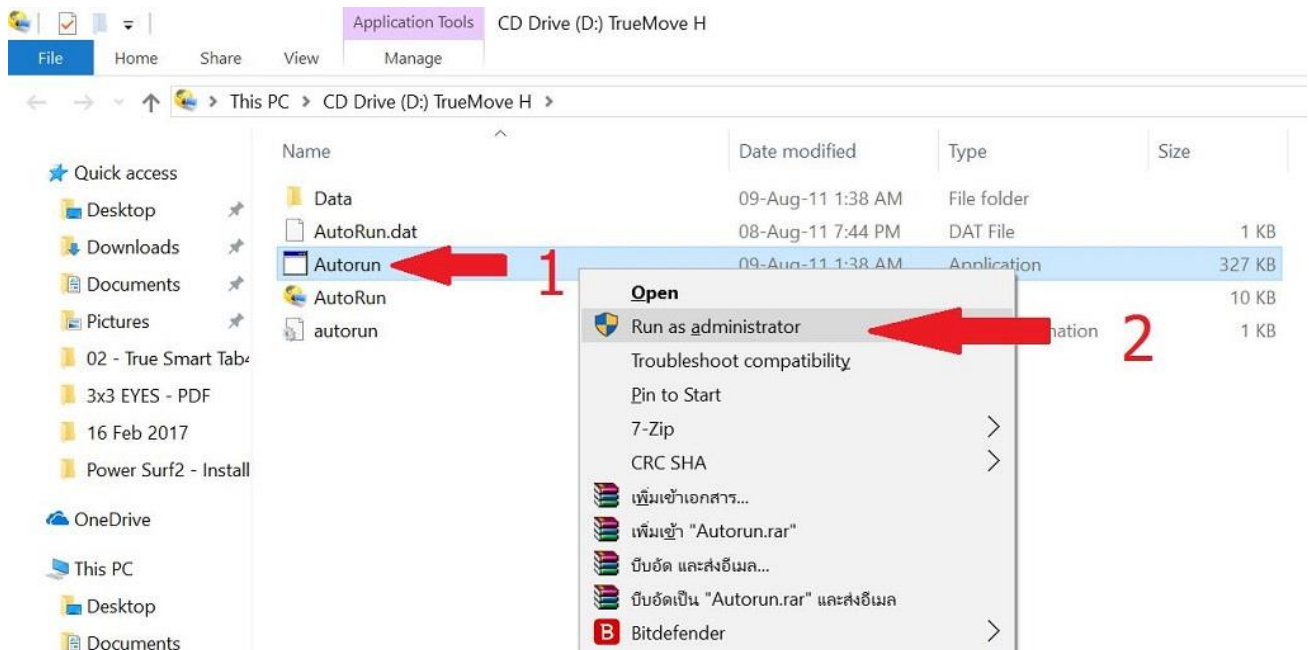 Application Tools CD Drive (D:) TrueMove H
File Home Share View Manage
This PC > CD Drive (D:) TrueMove H >
Name Date modified Type Size
Quick access
Desktop
Downloads
Documents
Pictures
02 - True Smart Tab4
3x3 EYES - PDF
16 Feb 2017
Power Surf2 - Install
OneDrive
This PC
Desktop
Documents
Data 09-Aug-11 1:38 AM File folder
AutoRun.dat 08-Aug-11 7:44 PM DAT File 1 KB
Autorun 1 09-Aug-11 1:38 AM Application 327 KB
AutoRun 10 KB
autorun 1 KB
Open
Run as administrator 2
Troubleshoot compatibility
Pin to Start
7-Zip
CRC SHA
เพิ่มเข้าเอกสาร...
เพิ่มเข้า "Autorun.rar"
บีบอัด และส่งอีเมล...
บีบอัดเป็น "Autorun.rar" และส่งอีเมล
B Bitdefender